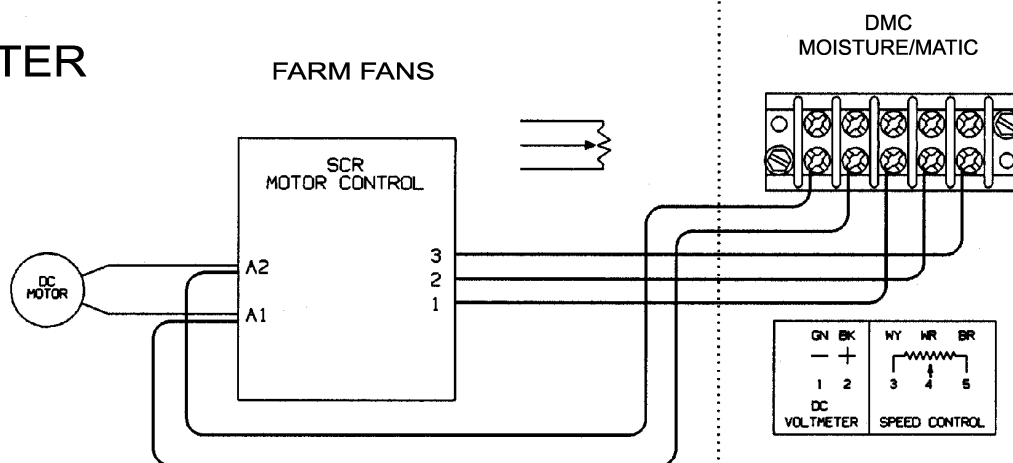 TER
FARM FANS
DMC
MOISTURE/MATIC
SCR
MOTOR CONTROL
DC
MOTOR
A2
A1
3
2
1
GN BK WY WR BR
− +
1 2 3 4 5
DC
VOLTMETER SPEED CONTROL